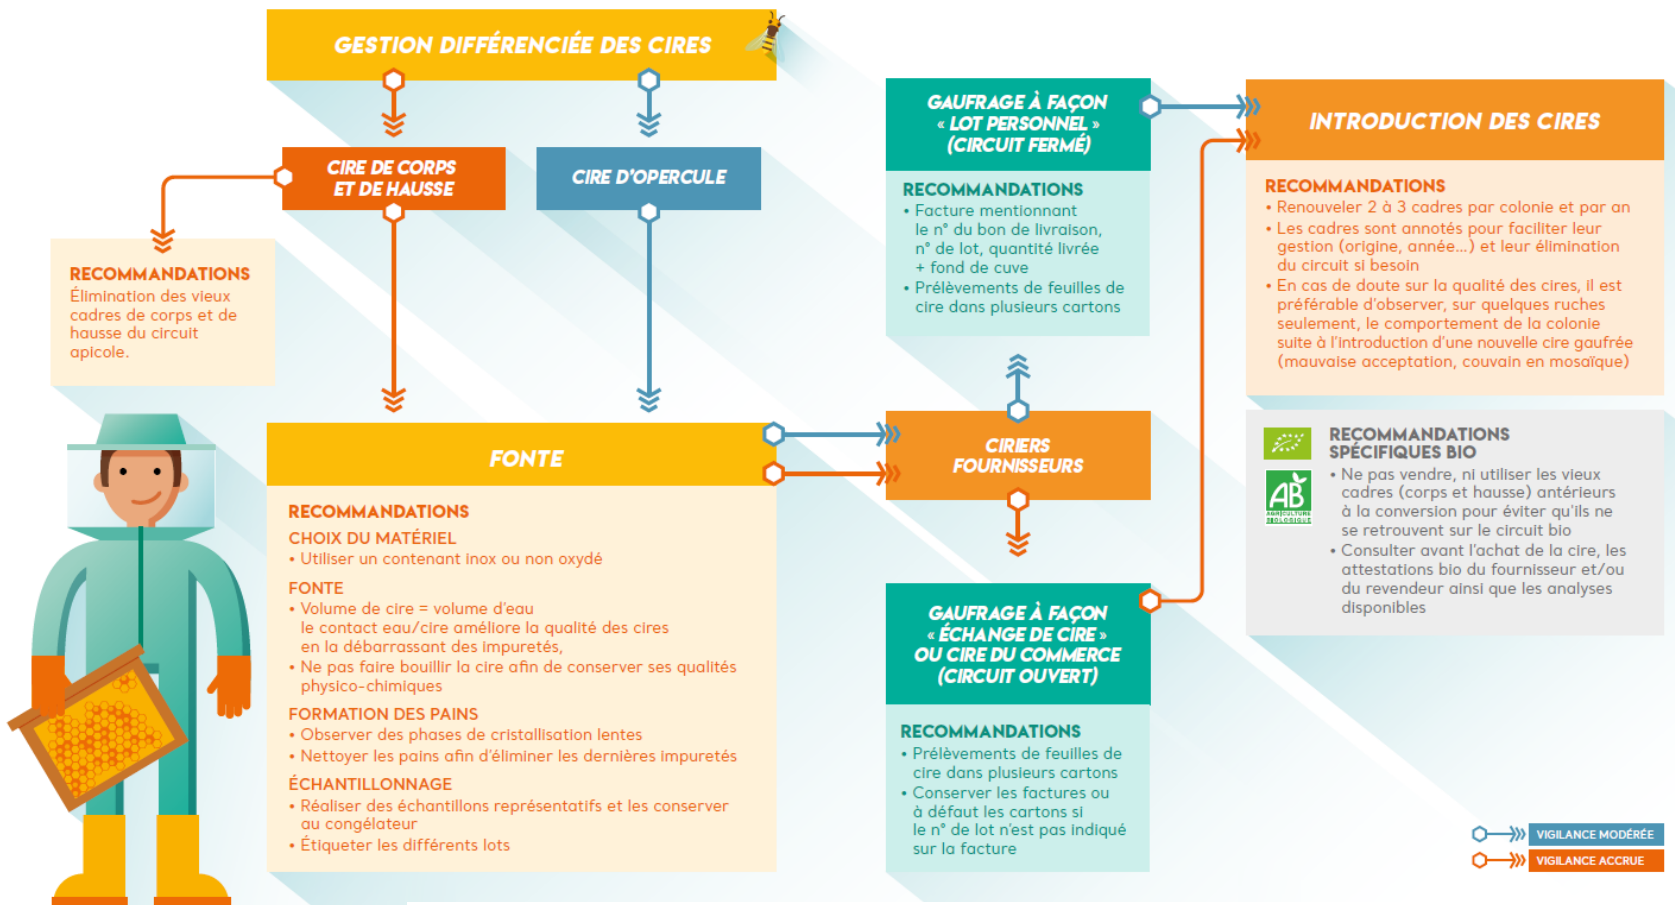 GESTION DIFFÉRENCIÉE DES CIRES
CIRE DE CORPS
ET DE HAUSSE
CIRE D'OPERCULE
RECOMMANDATIONS
Élimination des vieux
cadres de corps et de
hausse du circuit
apicole.
FONTE
RECOMMANDATIONS
CHOIX DU MATÉRIEL
• Utiliser un contenant inox ou non oxydé
FONTE
• Volume de cire = volume d'eau
le contact eau/cire améliore la qualité des cires
en la débarrassant des impuretés,
• Ne pas faire bouillir la cire afin de conserver ses qualités
physico-chimiques
FORMATION DES PAINS
• Observer des phases de cristallisation lentes
• Nettoyer les pains afin d'éliminer les dernières impuretés
ÉCHANTILLONNAGE
• Réaliser des échantillons représentatifs et les conserver
au congélateur
• Étiqueter les différents lots
GAUFRAGE À FAÇON
« LOT PERSONNEL »
(CIRCUIT FERMÉ)
RECOMMANDATIONS
• Facture mentionnant
le n° du bon de livraison,
n° de lot, quantité livrée
+ fond de cuve
• Prélèvements de feuilles de
cire dans plusieurs cartons
CIRIERS
FOURNISSEURS
GAUFRAGE À FAÇON
« ÉCHANGE DE CIRE »
OU CIRE DU COMMERCE
(CIRCUIT OUVERT)
RECOMMANDATIONS
• Prélèvements de feuilles de
cire dans plusieurs cartons
• Conserver les factures ou
à défaut les cartons si
le n° de lot n'est pas indiqué
sur la facture
INTRODUCTION DES CIRES
RECOMMANDATIONS
• Renouveler 2 à 3 cadres par colonie et par an
• Les cadres sont annotés pour faciliter leur
gestion (origine, année...) et leur élimination
du circuit si besoin
• En cas de doute sur la qualité des cires, il est
préférable d'observer, sur quelques ruches
seulement, le comportement de la colonie
suite à l'introduction d'une nouvelle cire gaufrée
(mauvaise acceptation, couvain en mosaïque)
RECOMMANDATIONS
SPÉCIFIQUES BIO
• Ne pas vendre, ni utiliser les vieux
cadres (corps et hausse) antérieurs
à la conversion pour éviter qu'ils ne
se retrouvent sur le circuit bio
• Consulter avant l'achat de la cire, les
attestations bio du fournisseur et/ou
du revendeur ainsi que les analyses
disponibles
AB
AGRICULTURE
BIOLOGIQUE
VIGILANCE MODÉRÉE
VIGILANCE ACCRUE